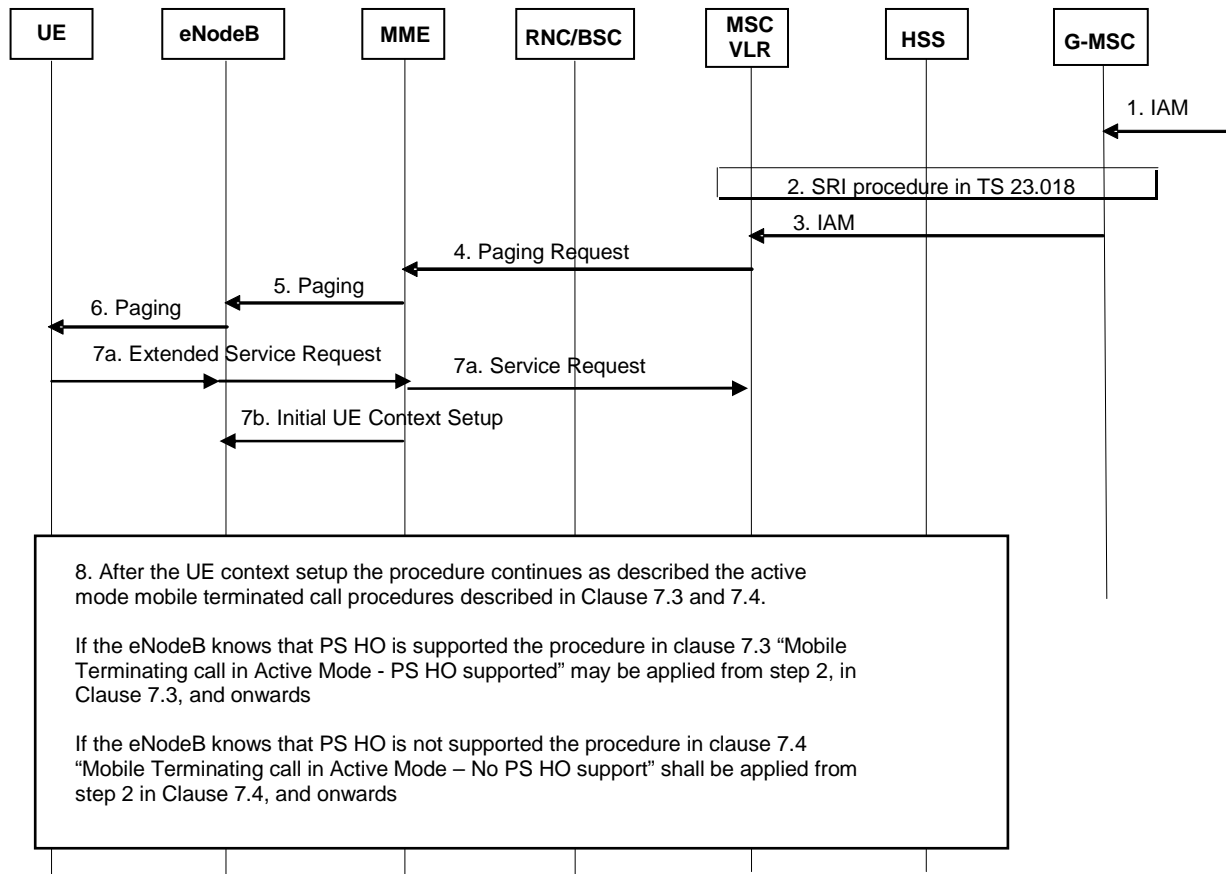 UE
eNodeB
MME
RNC/BSC
MSC
VLR
HSS
G-MSC
1. IAM
2. SRI procedure in TS 23.018
3. IAM
4. Paging Request
5. Paging
6. Paging
7a. Extended Service Request
7a. Service Request
7b. Initial UE Context Setup
8. After the UE context setup the procedure continues as described the active
mode mobile terminated call procedures described in Clause 7.3 and 7.4.
If the eNodeB knows that PS HO is supported the procedure in clause 7.3 “Mobile
Terminating call in Active Mode - PS HO supported” may be applied from step 2, in
Clause 7.3, and onwards
If the eNodeB knows that PS HO is not supported the procedure in clause 7.4
“Mobile Terminating call in Active Mode – No PS HO support” shall be applied from
step 2 in Clause 7.4, and onwards